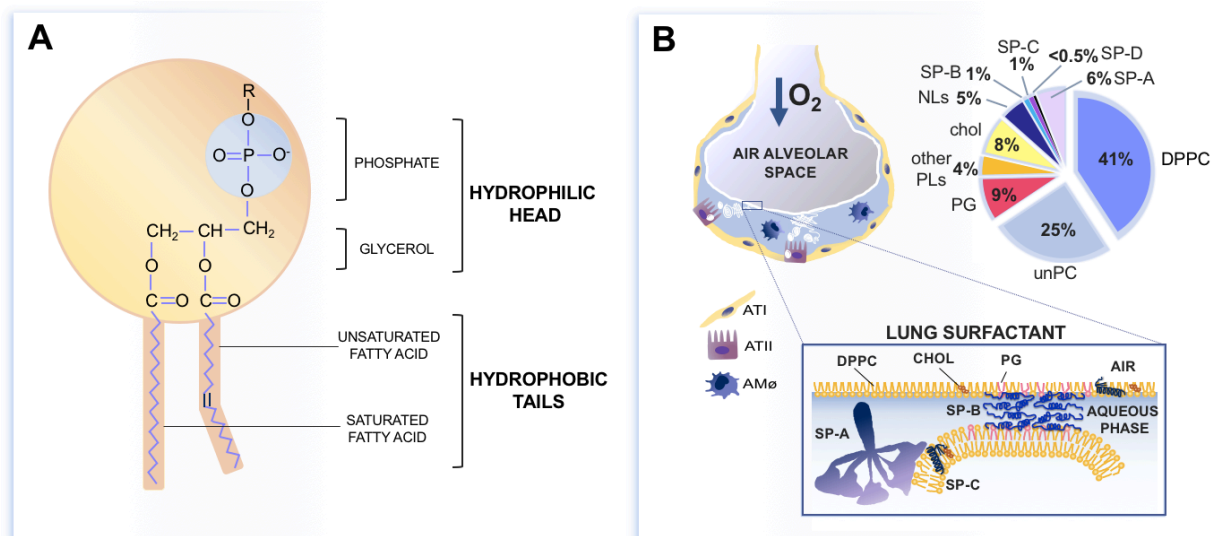 A
R
O
O=P–O-
O
CH2–CH–CH2
O O
C=O C=O
PHOSPHATE
GLYCEROL
HYDROPHILIC
HEAD
UNSATURATED
FATTY ACID
SATURATED
FATTY ACID
HYDROPHOBIC
TAILS
B
O2
AIR ALVEOLAR
SPACE
ATI
ATII
AMø
SP-C
1%
<0.5% SP-D
SP-B 1%
6% SP-A
NLs 5%
chol
8%
other
PLs 4%
PG
9%
25%
unPC
41%
DPPC
LUNG SURFACTANT
DPPC
CHOL
PG
AIR
SP-B
AQUEOUS
PHASE
SP-A
SP-C